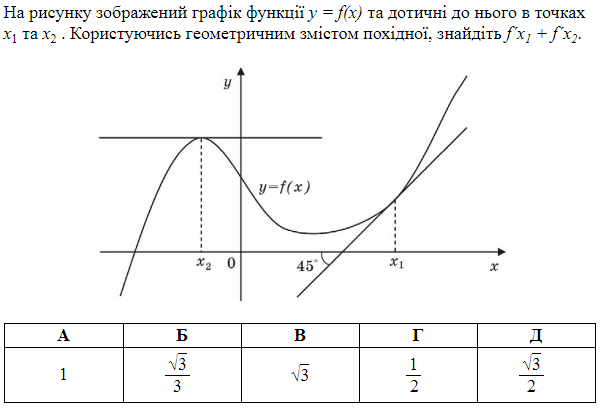 На рисунку зображений графік функції y = f(x) та дотичні до нього в точках
x₁ та x₂ . Користуючись геометричним змістом похідної, знайдіть f′x₁ + f′x₂.
y
y=f(x)
x₂ 0 45° x₁ x
А Б В Г Д
1 √3/3 √3 1/2 √3/2